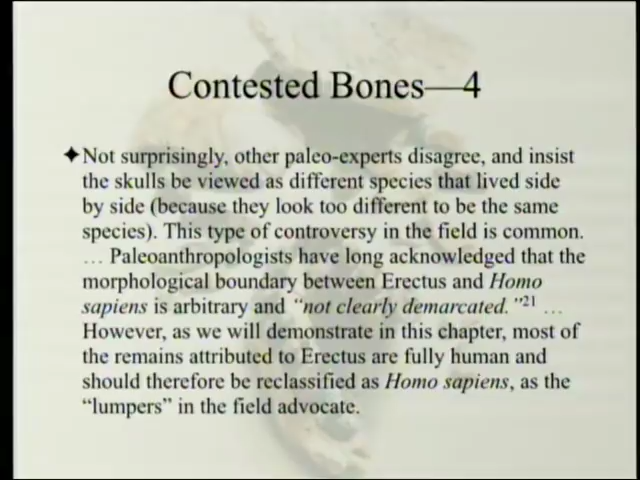 Contested Bones—4
✦Not surprisingly, other paleo-experts disagree, and insist
the skulls be viewed as different species that lived side
by side (because they look too different to be the same
species). This type of controversy in the field is common.
… Paleoanthropologists have long acknowledged that the
morphological boundary between Erectus and Homo
sapiens is arbitrary and “not clearly demarcated.”21 …
However, as we will demonstrate in this chapter, most of
the remains attributed to Erectus are fully human and
should therefore be reclassified as Homo sapiens, as the
“lumpers” in the field advocate.